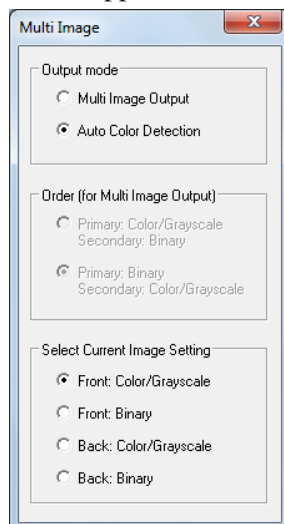 Multi Image
Output mode
Multi Image Output
Auto Color Detection
Order (for Multi Image Output)
Primary: Color/Grayscale
Secondary: Binary
Primary: Binary
Secondary: Color/Grayscale
Select Current Image Setting
Front: Color/Grayscale
Front: Binary
Back: Color/Grayscale
Back: Binary